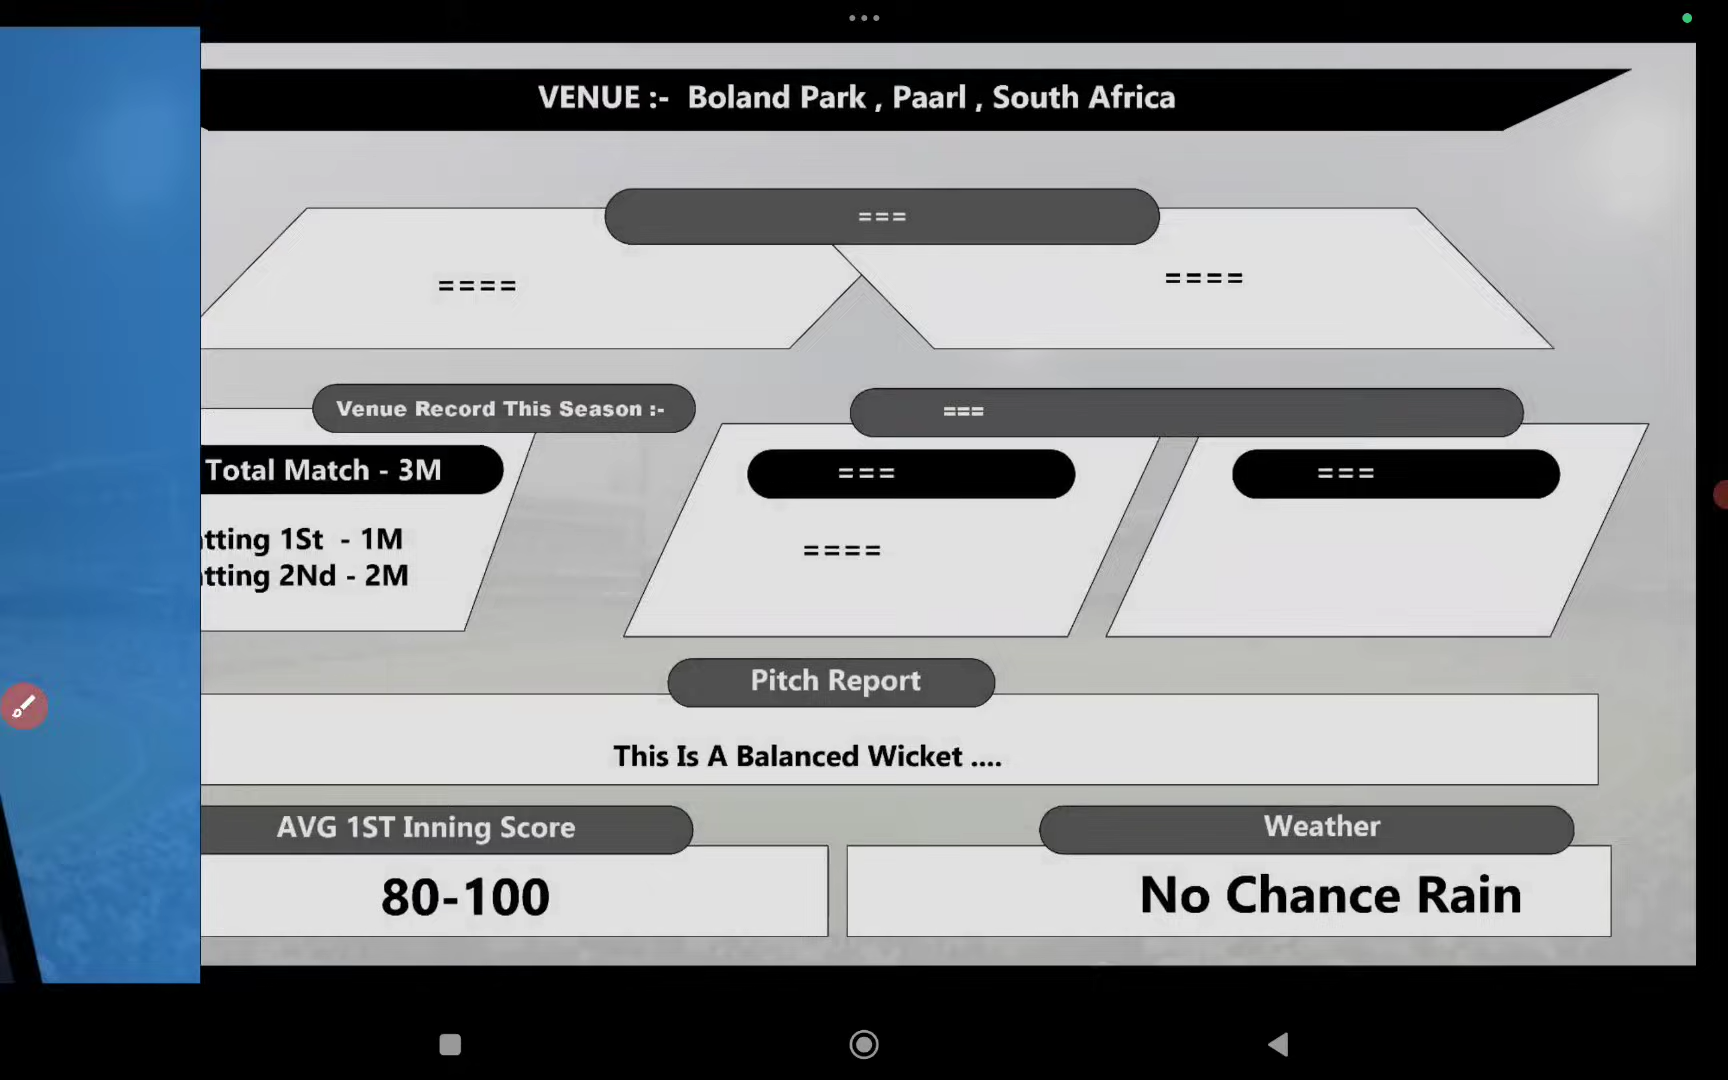 VENUE :- Boland Park , Paarl , South Africa
===
==== ====
Venue Record This Season :-
===
Total Match - 3M
=== ===
tting 1St - 1M
====
tting 2Nd - 2M
Pitch Report
This Is A Balanced Wicket ....
AVG 1ST Inning Score
Weather
80-100
No Chance Rain